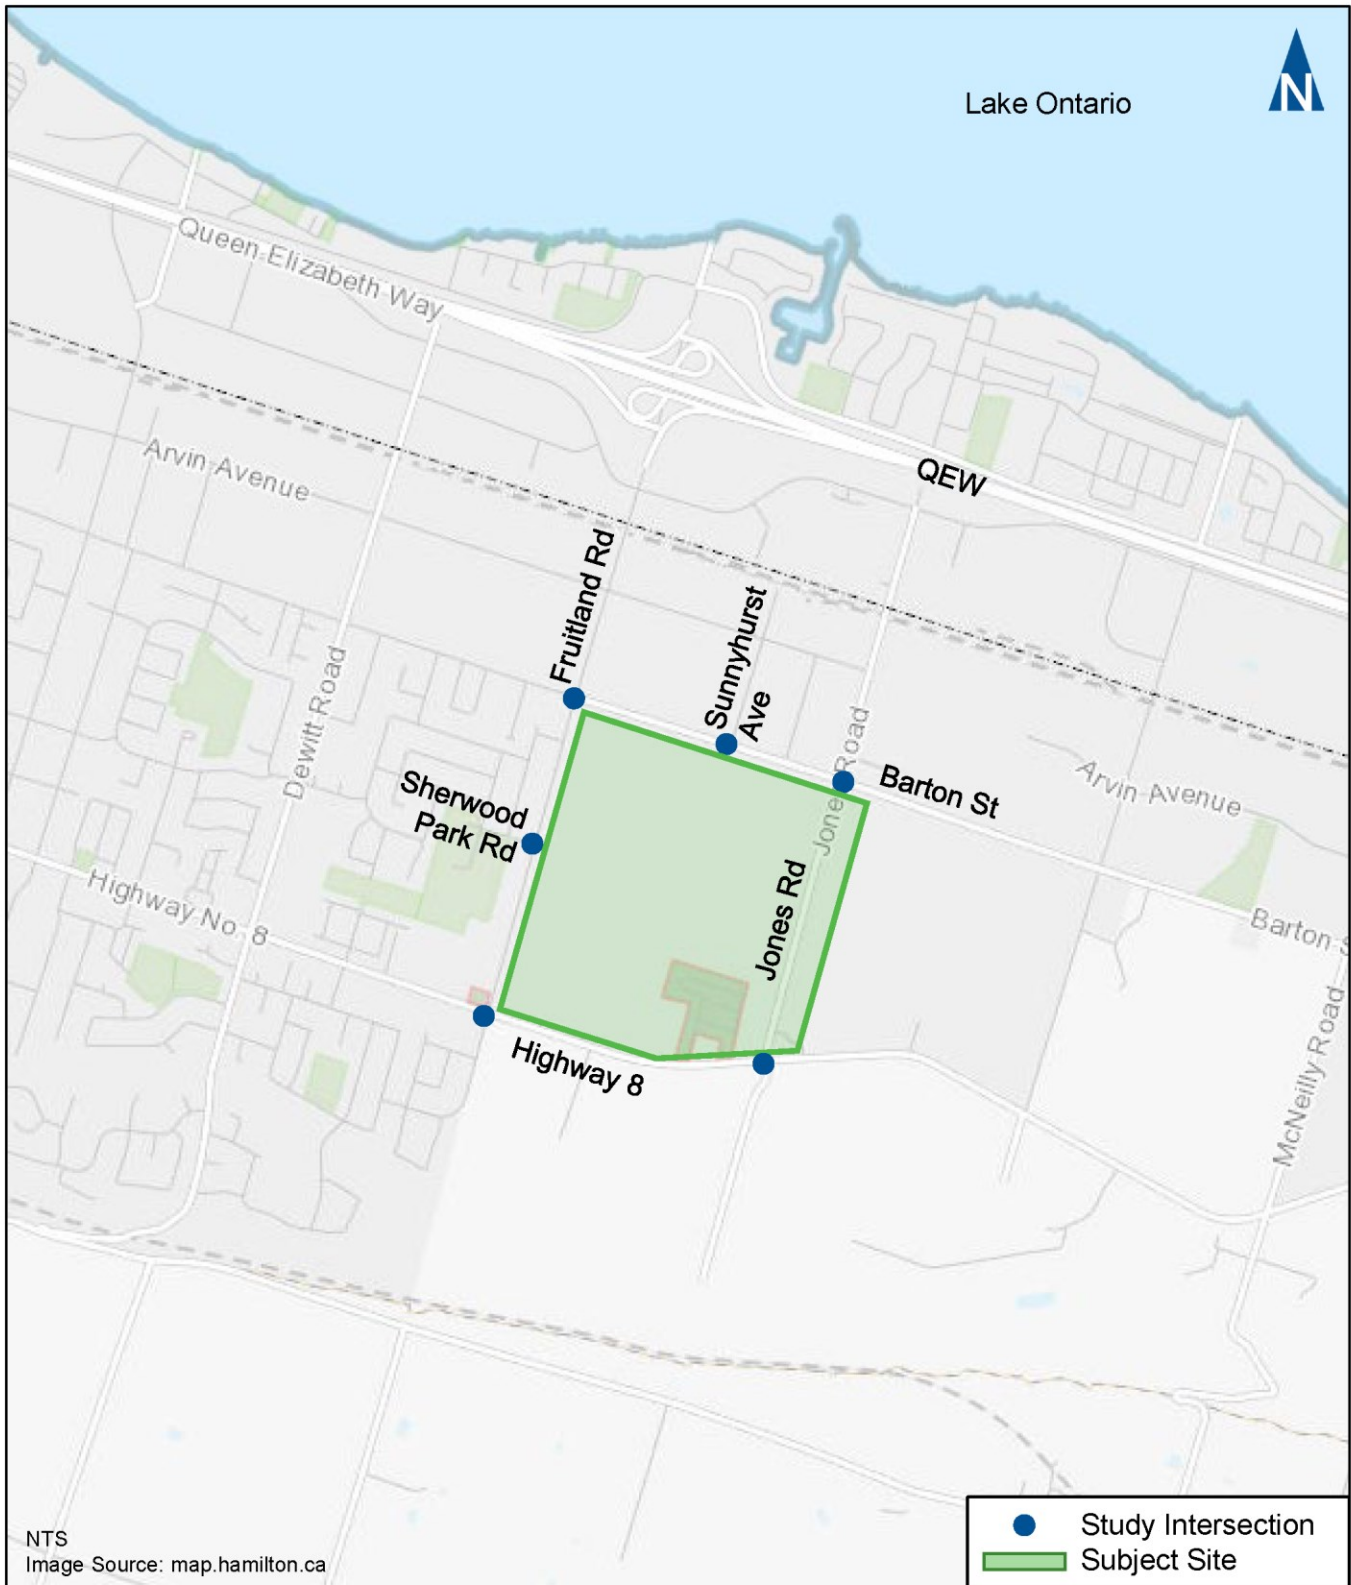 Lake Ontario
N
Queen Elizabeth Way
QEW
Arvin Avenue
Fruitland Rd
Sunnyhurst
Ave
Dewitt Road
Jones Road
Barton St
Arvin Avenue
Sherwood
Park Rd
Jones Rd
Highway No. 8
Barton S
Highway 8
McNeilly Road
NTS
Image Source: map.hamilton.ca
Study Intersection
Subject Site